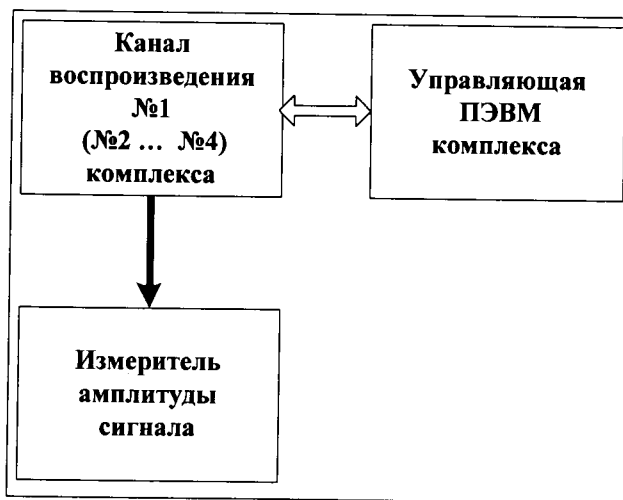 Канал
воспроизведения
№1
(№2 ... №4)
комплекса
Управляющая
ПЭВМ
комплекса
Измеритель
амплитуды
сигнала